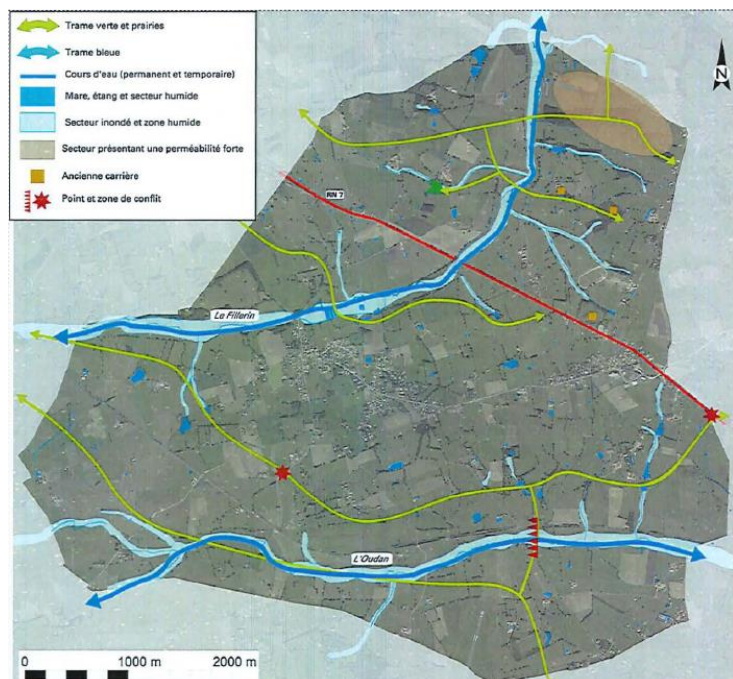 Trame verte et prairies
Trame bleue
Cours d'eau (permanent et temporaire)
Mare, étang et secteur humide
Secteur inondé et zone humide
Secteur présentant une perméabilité forte
Ancienne carrière
Point et zone de conflit
N
RN 7
Le Fillerin
L'Oudan
0 1000 m 2000 m